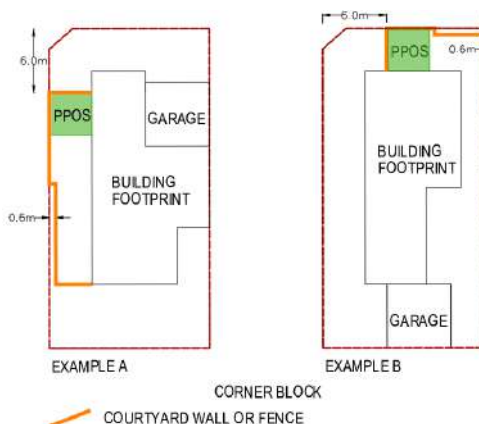 6.0m
PPOS
GARAGE
BUILDING
FOOTPRINT
0.6m
EXAMPLE A
6.0m
PPOS
0.6m
BUILDING
FOOTPRINT
GARAGE
EXAMPLE B
CORNER BLOCK
COURTYARD WALL OR FENCE